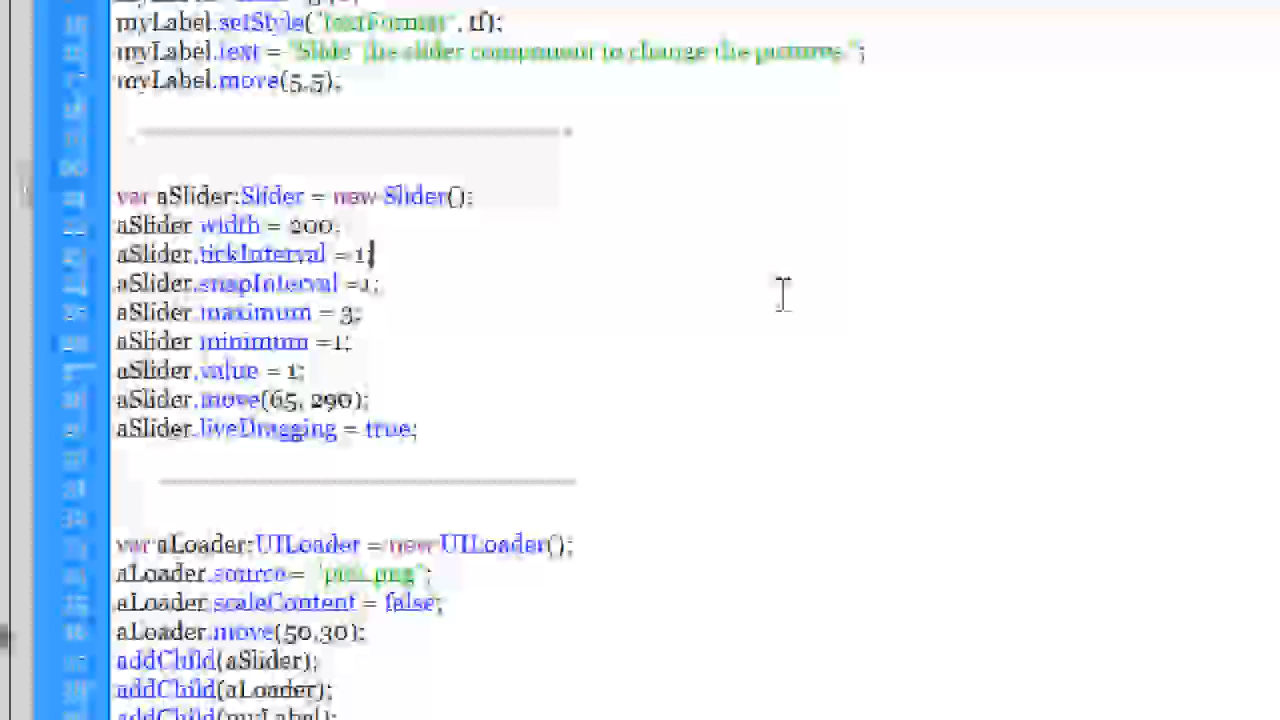 myLabel.setStyle("textFormat", tf);
myLabel.text = "Slide the slider component to change the pictures.";
myLabel.move(5,5);
var aSlider:Slider = new Slider();
aSlider.width = 200;
aSlider.tickInterval = 1;
aSlider.snapInterval =1;
aSlider.maximum = 3;
aSlider.minimum =1;
aSlider.value = 1;
aSlider.move(65, 290);
aSlider.liveDragging = true;
var aLoader:UILoader = new UILoader();
aLoader.source =
aLoader.scaleContent = false;
aLoader.move(50,30);
addChild(aSlider);
addChild(aLoader);
addChild(myLabel);